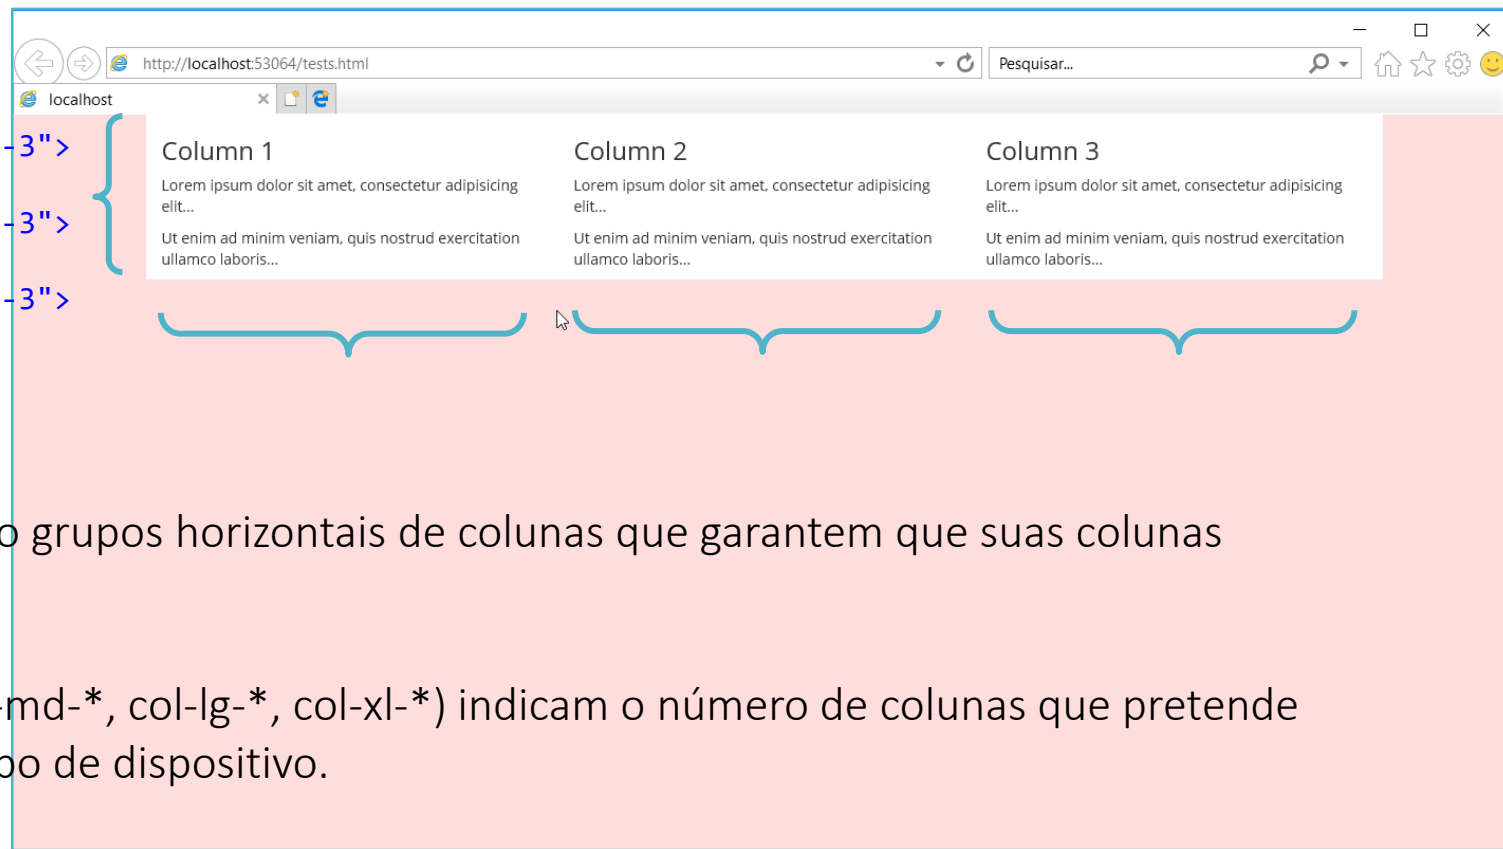 http://localhost:53064/tests.html
Pesquisar...
localhost
-3">
-3">
-3">
Column 1
Lorem ipsum dolor sit amet, consectetur adipisicing
elit...
Ut enim ad minim veniam, quis nostrud exercitation
ullamco laboris...
Column 2
Lorem ipsum dolor sit amet, consectetur adipisicing
elit...
Ut enim ad minim veniam, quis nostrud exercitation
ullamco laboris...
Column 3
Lorem ipsum dolor sit amet, consectetur adipisicing
elit...
Ut enim ad minim veniam, quis nostrud exercitation
ullamco laboris...
o grupos horizontais de colunas que garantem que suas colunas
-md-*, col-lg-*, col-xl-*) indicam o número de colunas que pretende
po de dispositivo.